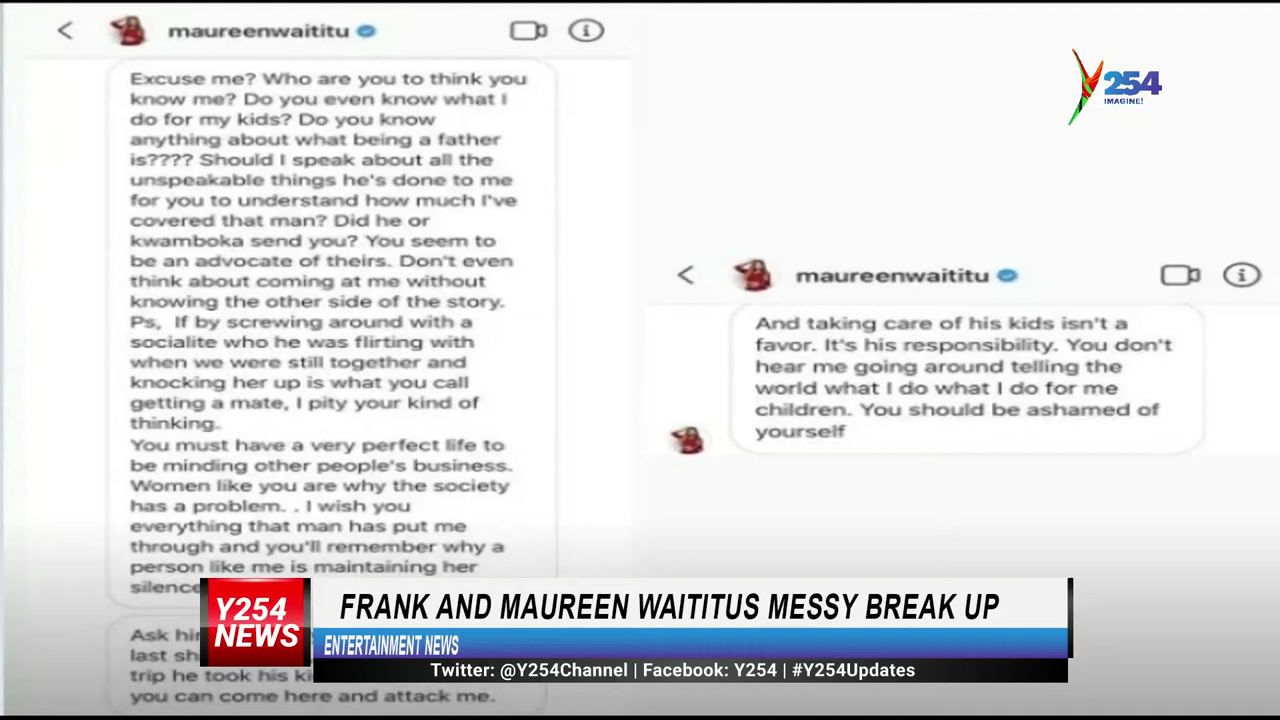 maureenwaititu
Excuse me? Who are you to think you
know me? Do you even know what I
do for my kids? Do you know
anything about what being a father
is???? Should I speak about all the
unspeakable things he's done to me
for you to understand how much I've
covered that man? Did he or
kwamboka send you? You seem to
be an advocate of theirs. Don't even
think about coming at me without
knowing the other side of the story.
Ps, If by screwing around with a
socialite who he was flirting with
when we were still together and
knocking her up is what you call
getting a mate, I pity your kind of
thinking.
You must have a very perfect life to
be minding other people's business.
Women like you are why the society
has a problem. . I wish you
everything that man has put me
through and you'll remember why a
person like me is maintaining her
silence
Ask
last
trip he took his
you can come here and attack me.
maureenwaititu
And taking care of his kids isn't a
favor. It's his responsibility. You don't
hear me going around telling the
world what I do what I do for me
children. You should be ashamed of
yourself
Y254
IMAGINE!
Y254
NEWS
FRANK AND MAUREEN WAITITUS MESSY BREAK UP
ENTERTAINMENT NEWS
Twitter: @Y254Channel | Facebook: Y254 | #Y254Updates